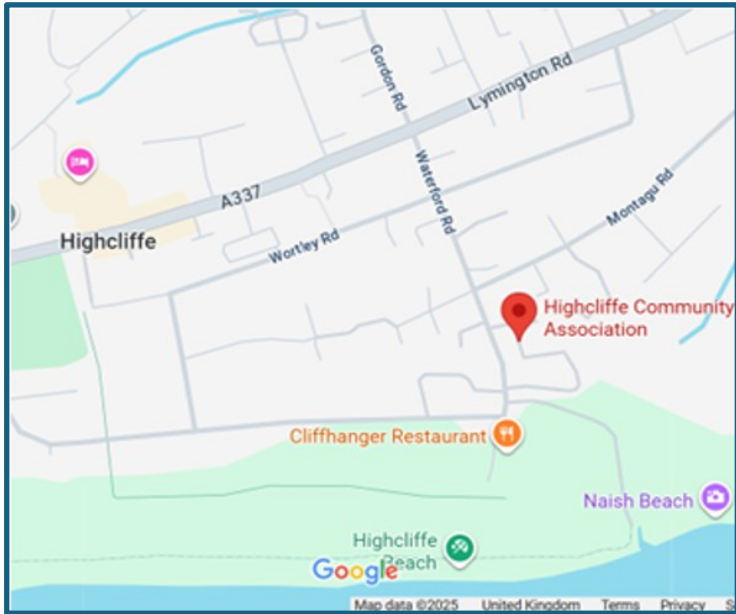 Gordon Rd
Lymington Rd
Waterford Rd
A337
Montagu Rd
Highcliffe
Wortley Rd
Highcliffe Community
Association
Cliffhanger Restaurant
Naish Beach
Highcliffe
Beach
Google
Map data ©2025 United Kingdom Terms Privacy S